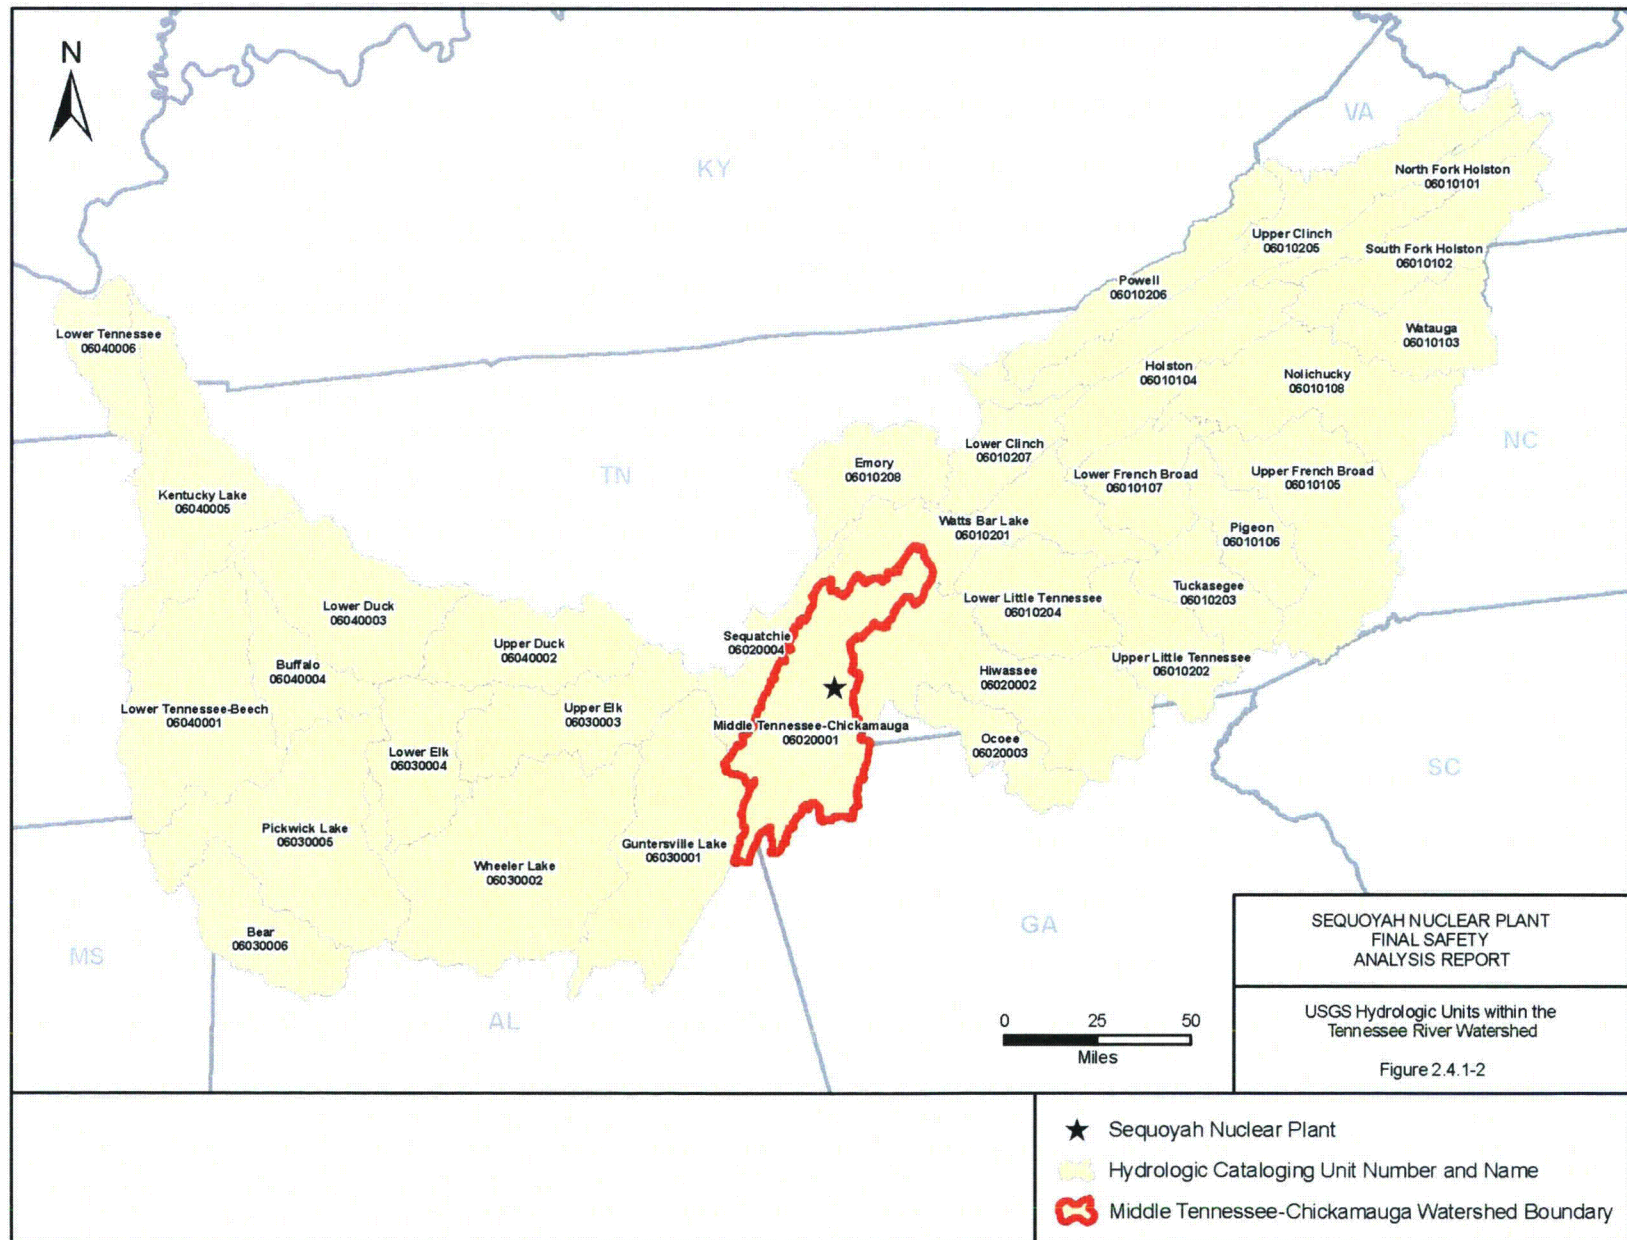 N
VA
KY
North Fork Holston
06010101
Upper Clinch
06010205
South Fork Holston
06010102
Powell
06010206
Lower Tennessee
06040006
Watauga
06010103
Holston
06010104
Nolichucky
06010108
NC
Lower Clinch
06010207
Emory
06010208
TN
Lower French Broad
06010107
Upper French Broad
06010105
Kentucky Lake
06040005
Watts Bar Lake
06010201
Pigeon
06010106
Lower Duck
06040003
Lower Little Tennessee
06010204
Tuckasegee
06010203
Sequatchie
06020004
Upper Duck
06040002
Buffalo
06040004
Hiwassee
06020002
Upper Little Tennessee
06010202
Lower Tennessee-Beech
06040001
Upper Elk
06030003
Middle Tennessee-Chickamauga
06020001
Ocoee
06020003
Lower Elk
06030004
SC
Pickwick Lake
06030005
Guntersville Lake
06030001
Wheeler Lake
06030002
Bear
06030006
MS
GA
AL
0 25 50
Miles
SEQUOYAH NUCLEAR PLANT
FINAL SAFETY
ANALYSIS REPORT
USGS Hydrologic Units within the
Tennessee River Watershed
Figure 2.4.1-2
Sequoyah Nuclear Plant
Hydrologic Cataloging Unit Number and Name
Middle Tennessee-Chickamauga Watershed Boundary